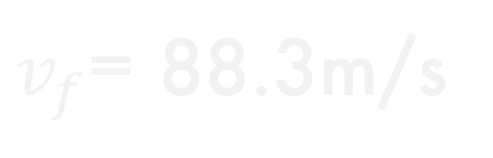 v_f = 88.3m/s